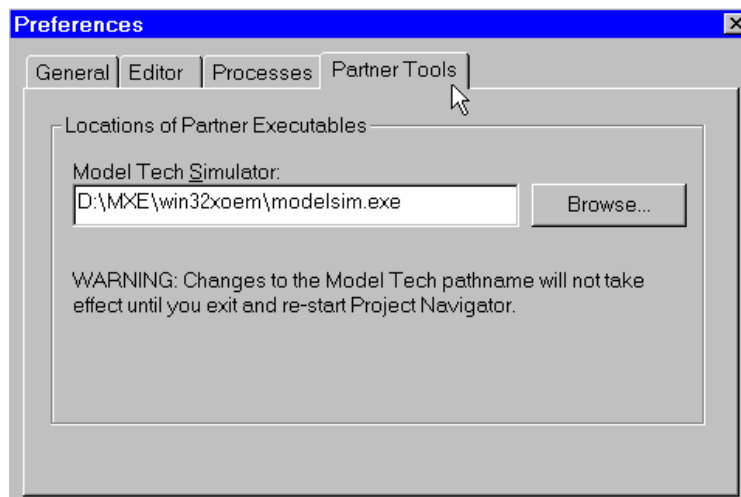 Preferences
General Editor Processes Partner Tools
Locations of Partner Executables
Model Tech Simulator:
D:\MXE\win32xoem\modelsim.exe Browse...
WARNING: Changes to the Model Tech pathname will not take
effect until you exit and re-start Project Navigator.